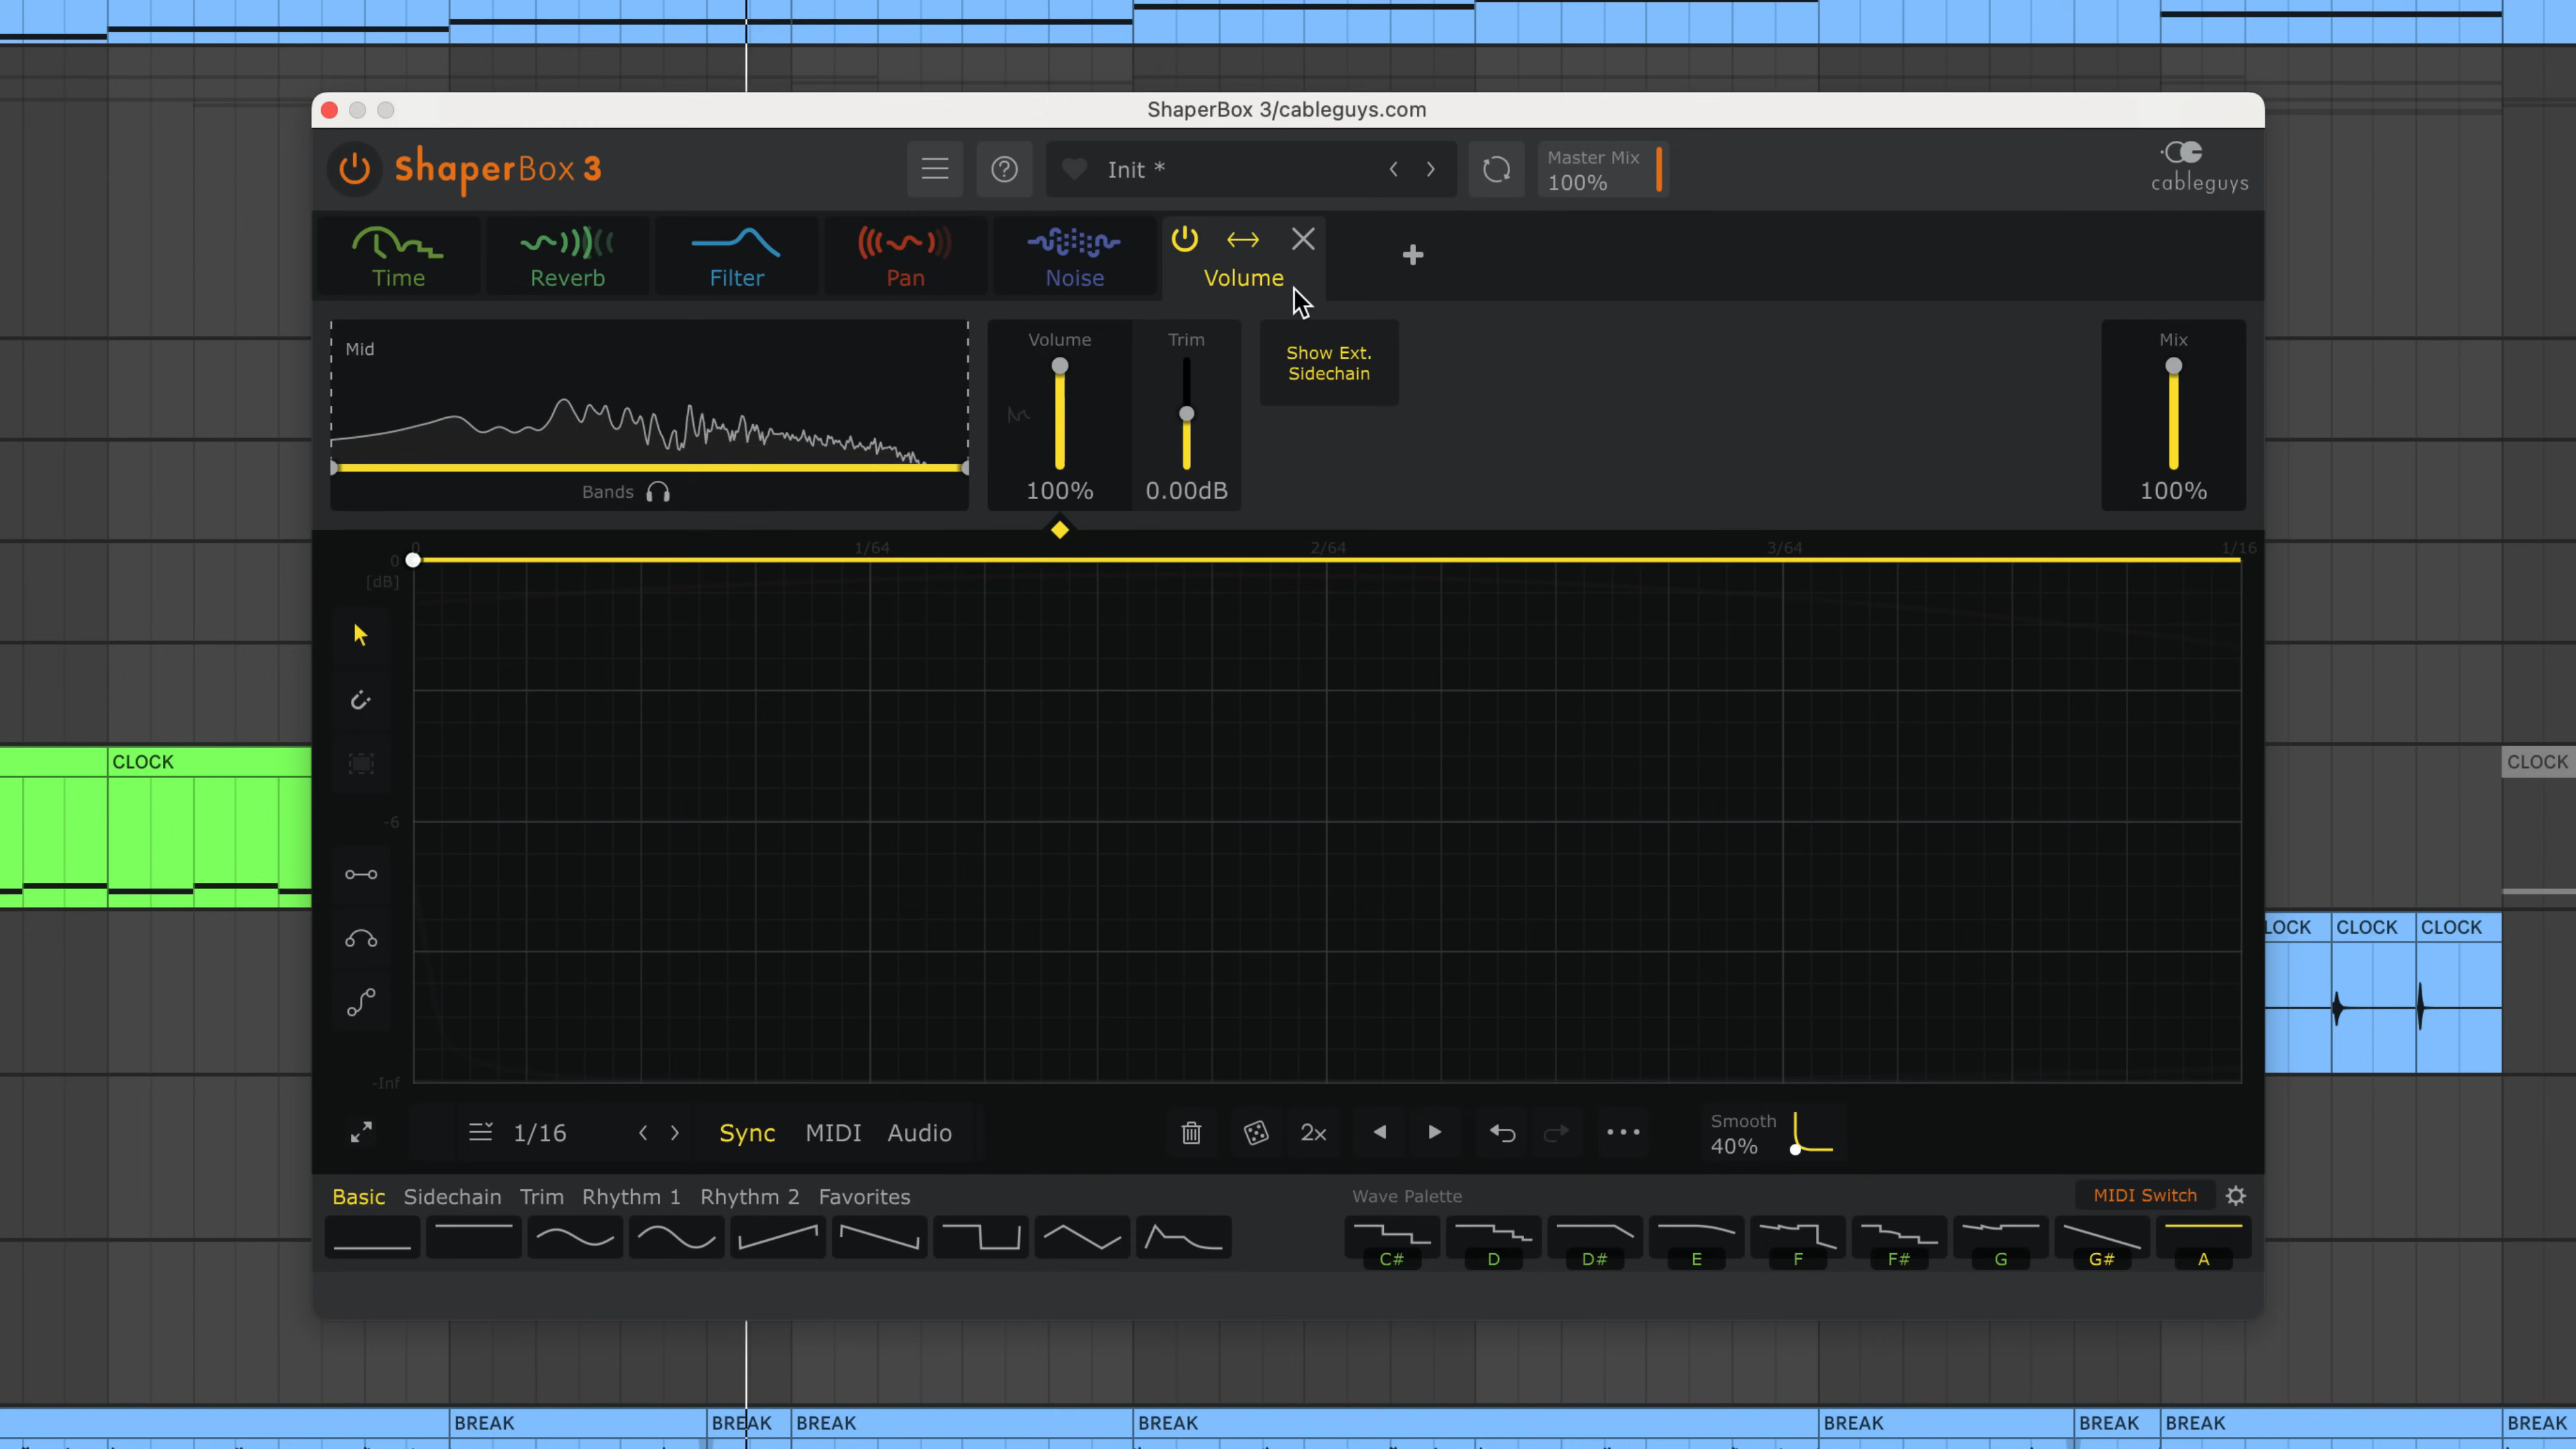 ShaperBox 3/cableguys.com
ShaperBox 3
Init *
Master Mix
100%
cableguys
Time
Reverb
Filter
Pan
Noise
Volume
Mid
Bands
Volume
100%
Trim
0.00dB
Show Ext.
Sidechain
Mix
100%
0 1/64 2/64 3/64 1/16
0
[dB]
-6
-Inf
CLOCK
CLOCK
LOCK CLOCK CLOCK
1/16
Sync MIDI Audio
2x
Smooth
40%
Basic Sidechain Trim Rhythm 1 Rhythm 2 Favorites
Wave Palette
MIDI Switch
C# D D# E F F# G G# A
BREAK BREAK BREAK BREAK BREAK BREAK BREAK BREAK